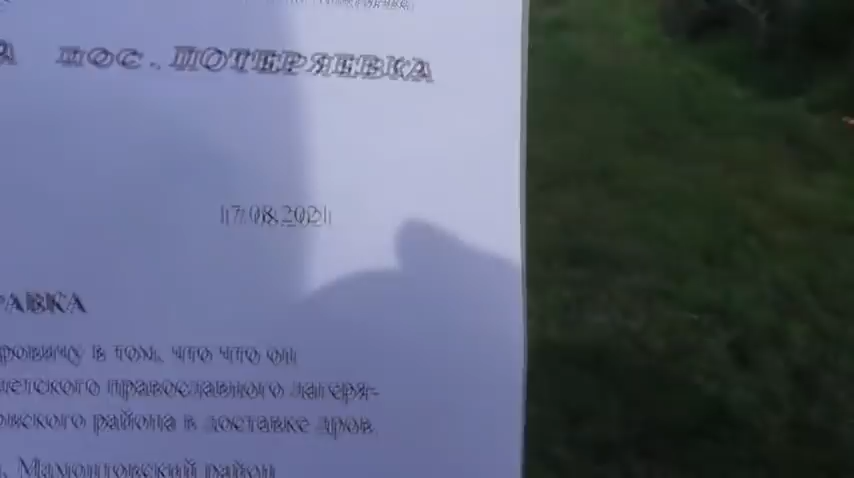 А пос. ПОТЕРЯЕВКА
17.08.2021
РАВКА
ровичу в том, что что он
детского православного лагеря-
овского района в доставке дров
Мамонтовский район